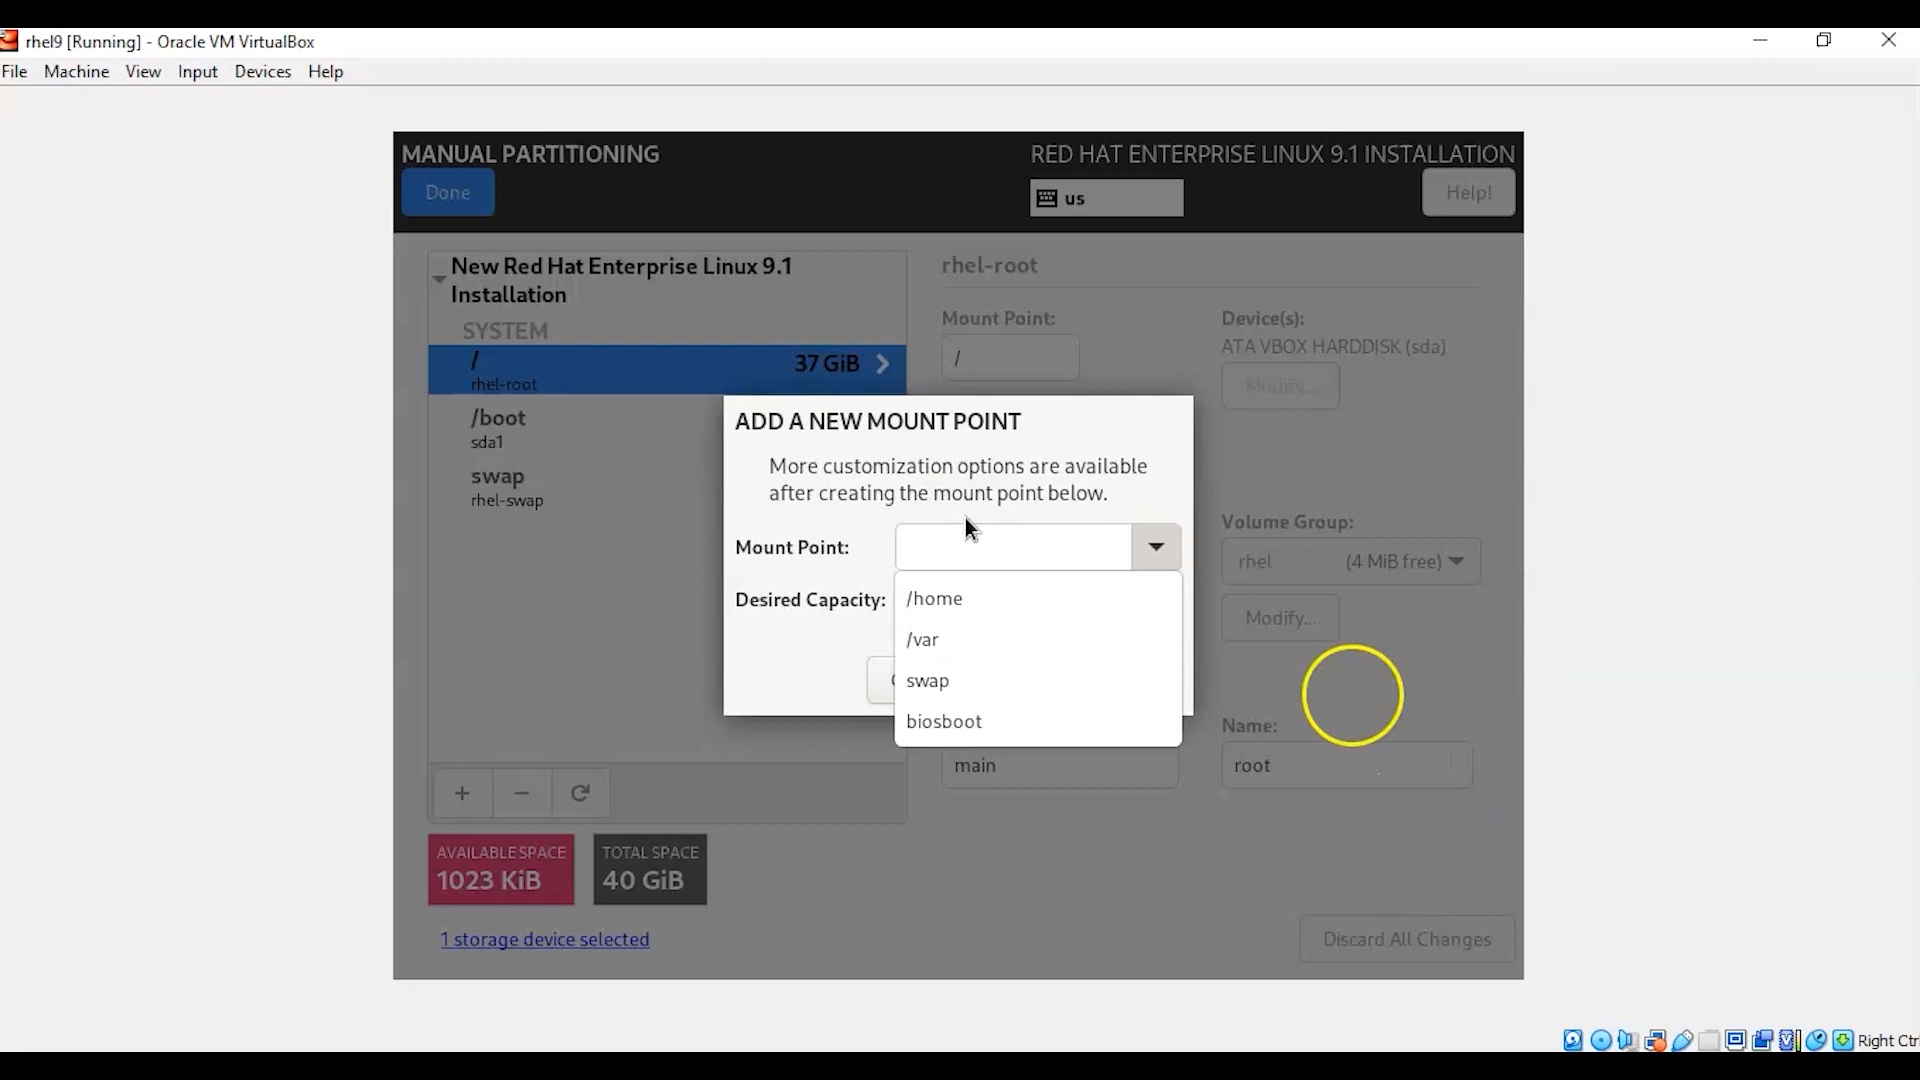 rhel9 [Running] - Oracle VM VirtualBox
File Machine View Input Devices Help
MANUAL PARTITIONING
RED HAT ENTERPRISE LINUX 9.1 INSTALLATION
Done
us
Help!
New Red Hat Enterprise Linux 9.1
Installation
SYSTEM
/
37 GiB
rhel-root
/boot
sda1
swap
rhel-swap
+ −
AVAILABLE SPACE
1023 KiB
TOTAL SPACE
40 GiB
1 storage device selected
rhel-root
Mount Point:
/
Device(s):
ATA VBOX HARDDISK (sda)
Modify...
Volume Group:
rhel (4 MiB free)
Modify...
Name:
main
root
Discard All Changes
ADD A NEW MOUNT POINT
More customization options are available
after creating the mount point below.
Mount Point:
Desired Capacity:
/home
/var
swap
biosboot
Right Ctrl